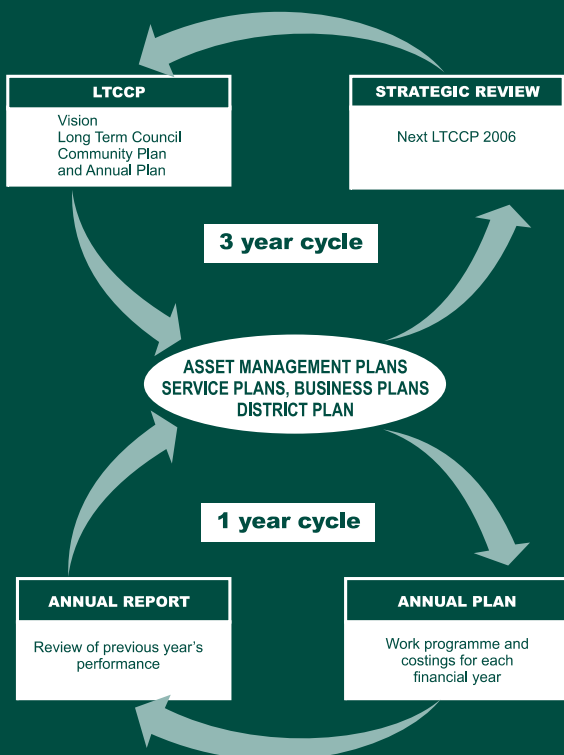 LTCCP
Vision
Long Term Council
Community Plan
and Annual Plan
STRATEGIC REVIEW
Next LTCCP 2006
3 year cycle
ASSET MANAGEMENT PLANS
SERVICE PLANS, BUSINESS PLANS
DISTRICT PLAN
1 year cycle
ANNUAL REPORT
Review of previous year's
performance
ANNUAL PLAN
Work programme and
costings for each
financial year